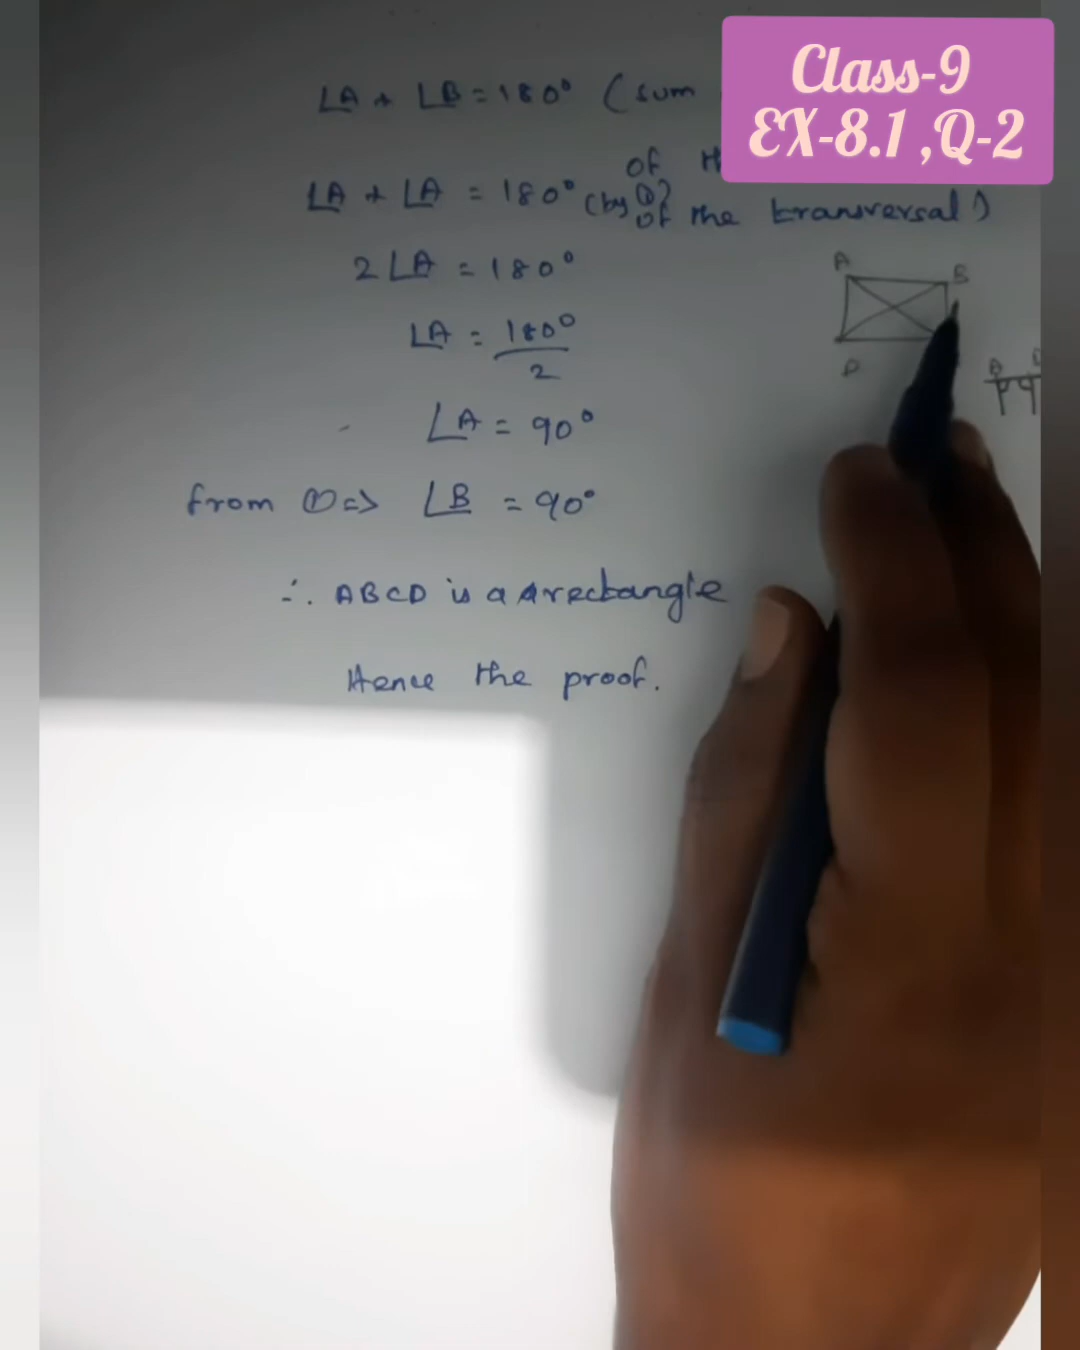 Class-9
EX-8.1 ,Q-2
∠A + ∠B = 180° (sum
of
∠A + ∠A = 180° (by ①)
of the transversal)
2∠A = 180°
∠A = 180°/2
∠A = 90°
from ① => ∠B = 90°
∴ ABCD is a rectangle
Hence the proof.
A
B
D